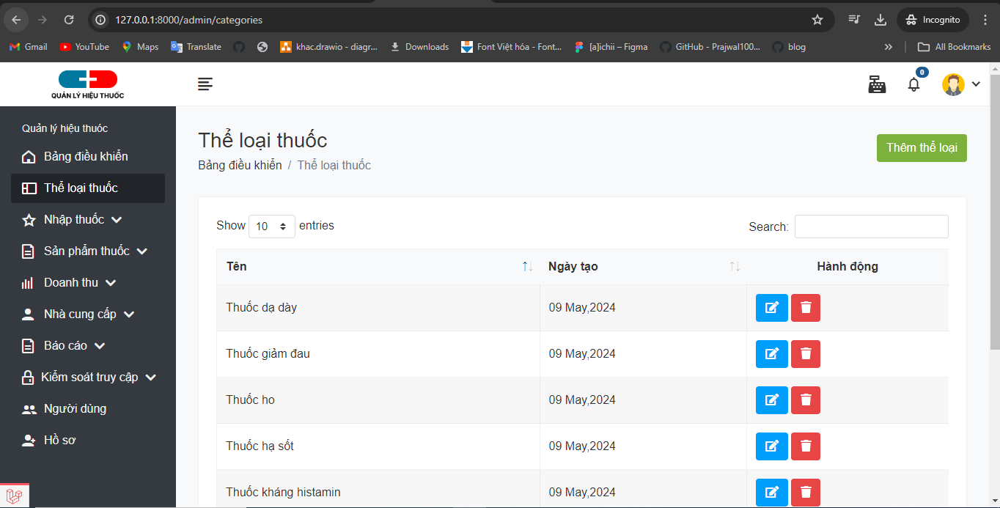 127.0.0.1:8000/admin/categories
Incognito
Gmail
YouTube
Maps
Translate
khac.drawio - diagr...
Downloads
Font Việt hóa - Font...
[a]ichii – Figma
GitHub - Prajwal100...
blog
All Bookmarks
QUẢN LÝ HIỆU THUỐC
0
Quản lý hiệu thuóc
Bảng điều khiển
Thể loại thuốc
Nhập thuốc
Sản phẩm thuốc
Doanh thu
Nhà cung cấp
Báo cáo
Kiểm soát truy cập
Người dùng
Hồ sơ
Thể loại thuốc
Bảng điều khiển / Thể loại thuốc
Thêm thể loại
Show 10 entries
Search:
Tên Ngày tạo Hành động
Thuốc dạ dày 09 May,2024
Thuốc giảm đau 09 May,2024
Thuốc ho 09 May,2024
Thuốc hạ sốt 09 May,2024
Thuốc kháng histamin 09 May,2024